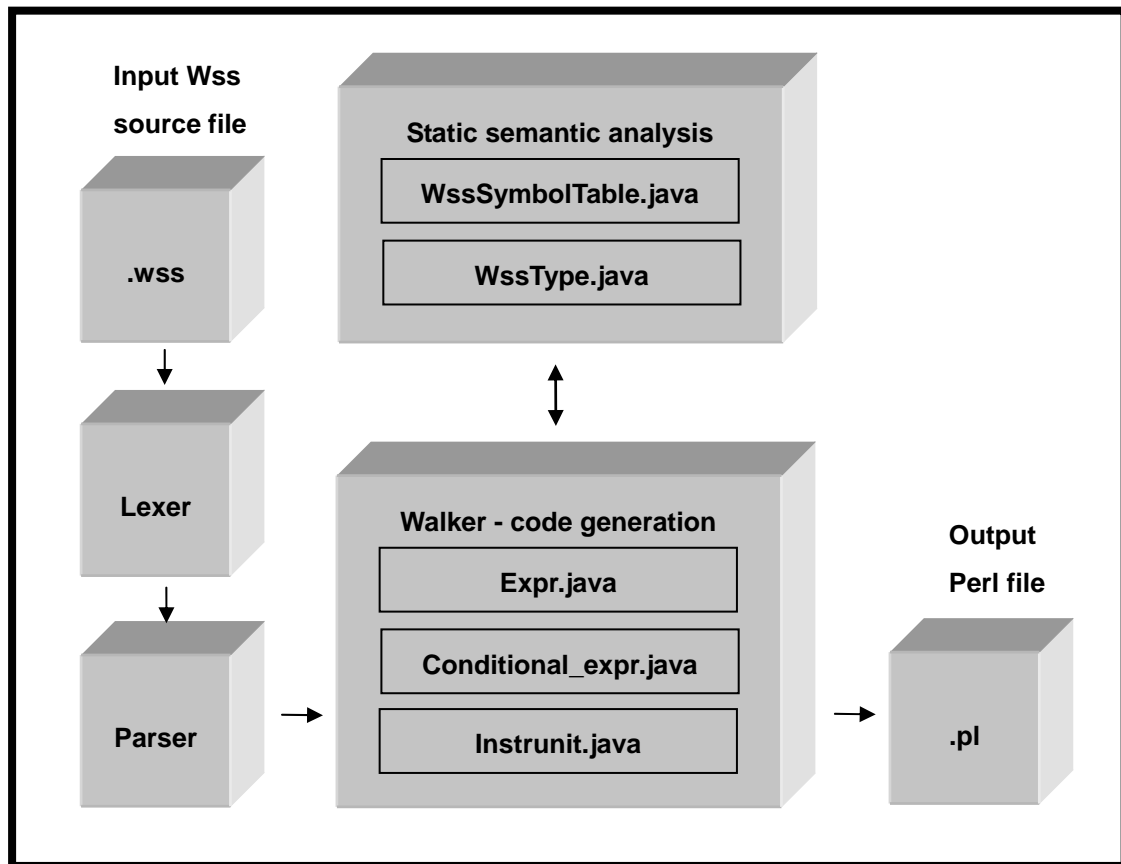 Input Wss
source file
.wss
Lexer
Parser
Static semantic analysis
WssSymbolTable.java
WssType.java
Walker - code generation
Expr.java
Conditional_expr.java
Instrunit.java
Output
Perl file
.pl